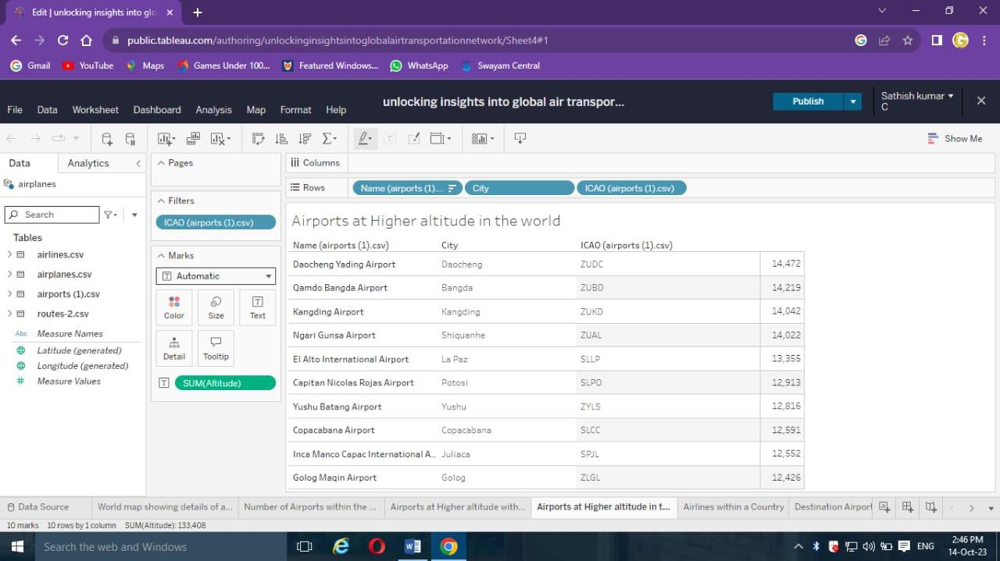 Edit | unlocking insights into glo
public.tableau.com/authoring/unlockinginsightsintoglobalairtransportationnetwork/Sheet4#1
Gmail YouTube Maps Games Under 100... Featured Windows... WhatsApp Swayam Central
unlocking insights into global air transpor...
Publish
Sathish kumar
C
File Data Worksheet Dashboard Analysis Map Format Help
Show Me
Data Analytics
Pages
Columns
airplanes
Rows Name (airports (1).... City ICAO (airports (1).csv)
Filters
Search
ICAO (airports (1).csv)
Airports at Higher altitude in the world
Tables
Name (airports (1).csv) City ICAO (airports (1).csv)
airlines.csv
airplanes.csv
airports (1).csv
routes-2.csv
Abc Measure Names
Latitude (generated)
Longitude (generated)
Measure Values
Marks
Automatic
Color Size Text
Detail Tooltip
SUM(Altitude)
Daocheng Yading Airport Daocheng ZUDC 14,472
Qamdo Bangda Airport Bangda ZUBD 14,219
Kangding Airport Kangding ZUKD 14,042
Ngari Gunsa Airport Shiquanhe ZUAL 14,022
El Alto International Airport La Paz SLLP 13,355
Capitan Nicolas Rojas Airport Potosi SLPO 12,913
Yushu Batang Airport Yushu ZYLS 12,816
Copacabana Airport Copacabana SLCC 12,591
Inca Manco Capac International A.. Juliaca SPJL 12,552
Golog Maqin Airport Golog ZLGL 12,426
Data Source World map showing details of a... Number of Airports within the ... Airports at Higher altitude with... Airports at Higher altitude in t... Airlines within a Country Destination Airport
10 marks 10 rows by 1 column SUM(Altitude): 133,408
Search the web and Windows
ENG
2:46 PM
14-Oct-23